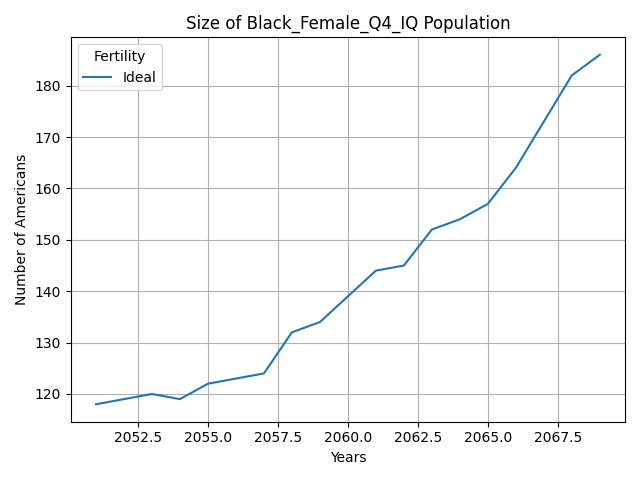 Size of Black_Female_Q4_IQ Population
Fertility
Ideal
Number of Americans
180
170
160
150
140
130
120
2052.5 2055.0 2057.5 2060.0 2062.5 2065.0 2067.5
Years